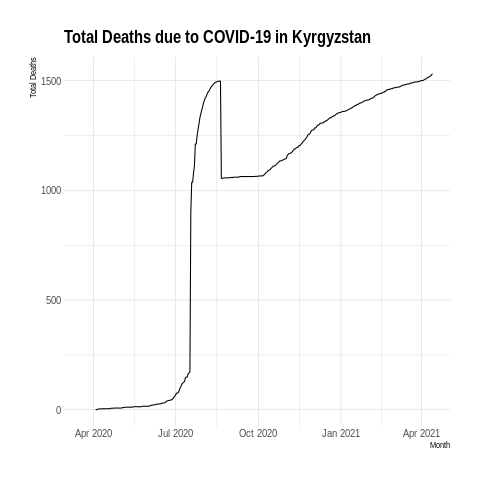 Total Deaths due to COVID-19 in Kyrgyzstan
Total Deaths
1500
1000
500
0
Apr 2020
Jul 2020
Oct 2020
Jan 2021
Apr 2021
Month